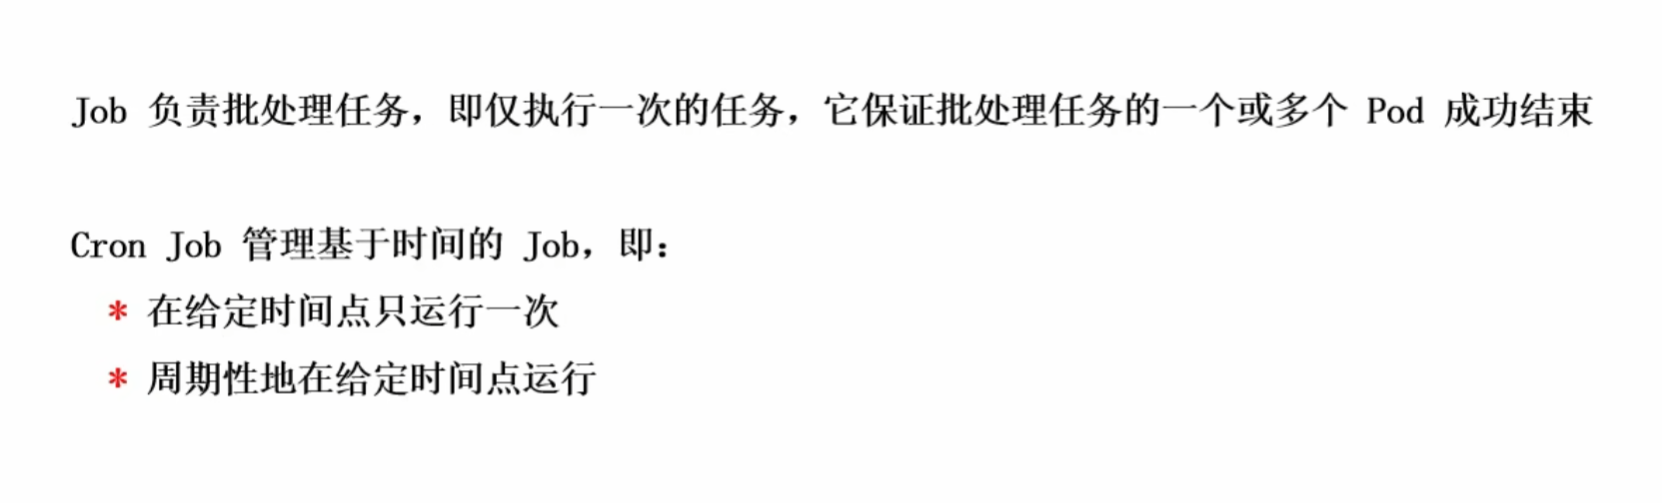 Job 负责批处理任务，即仅执行一次的任务，它保证批处理任务的一个或多个 Pod 成功结束
Cron Job 管理基于时间的 Job，即：
* 在给定时间点只运行一次
* 周期性地在给定时间点运行